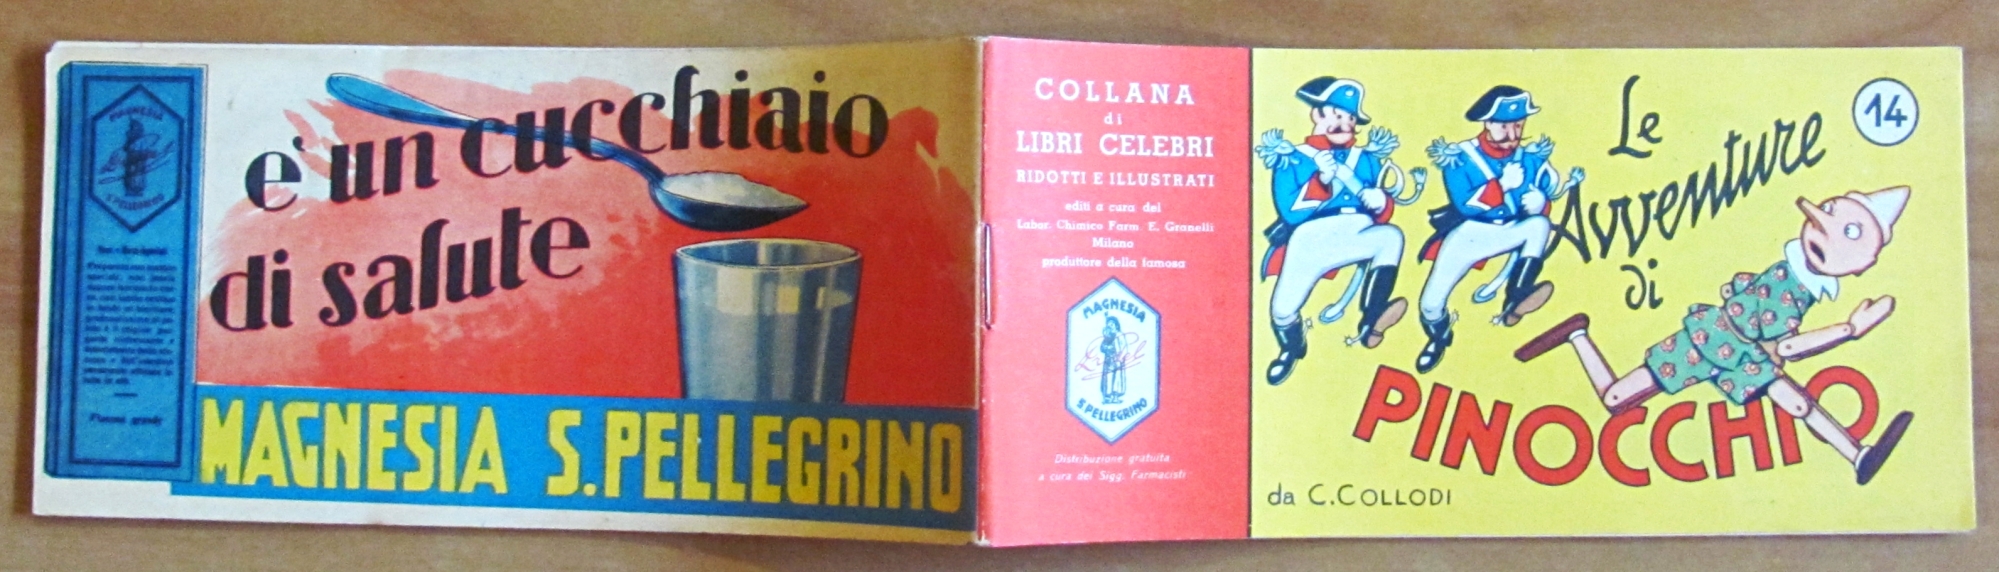 MAGNESIA
S. PELLEGRINO
e' un cucchiaio
di salute
MAGNESIA S.PELLEGRINO
COLLANA
di
LIBRI CELEBRI
RIDOTTI E ILLUSTRATI
editi a cura del
Labor. Chimico Farm. E. Granelli
Milano
produttore della famosa
MAGNESIA
S. PELLEGRINO
Distribuzione gratuita
a cura dei Sigg. Farmacisti
14
Le
Avventure
di
PINOCCHIO
da C. COLLODI